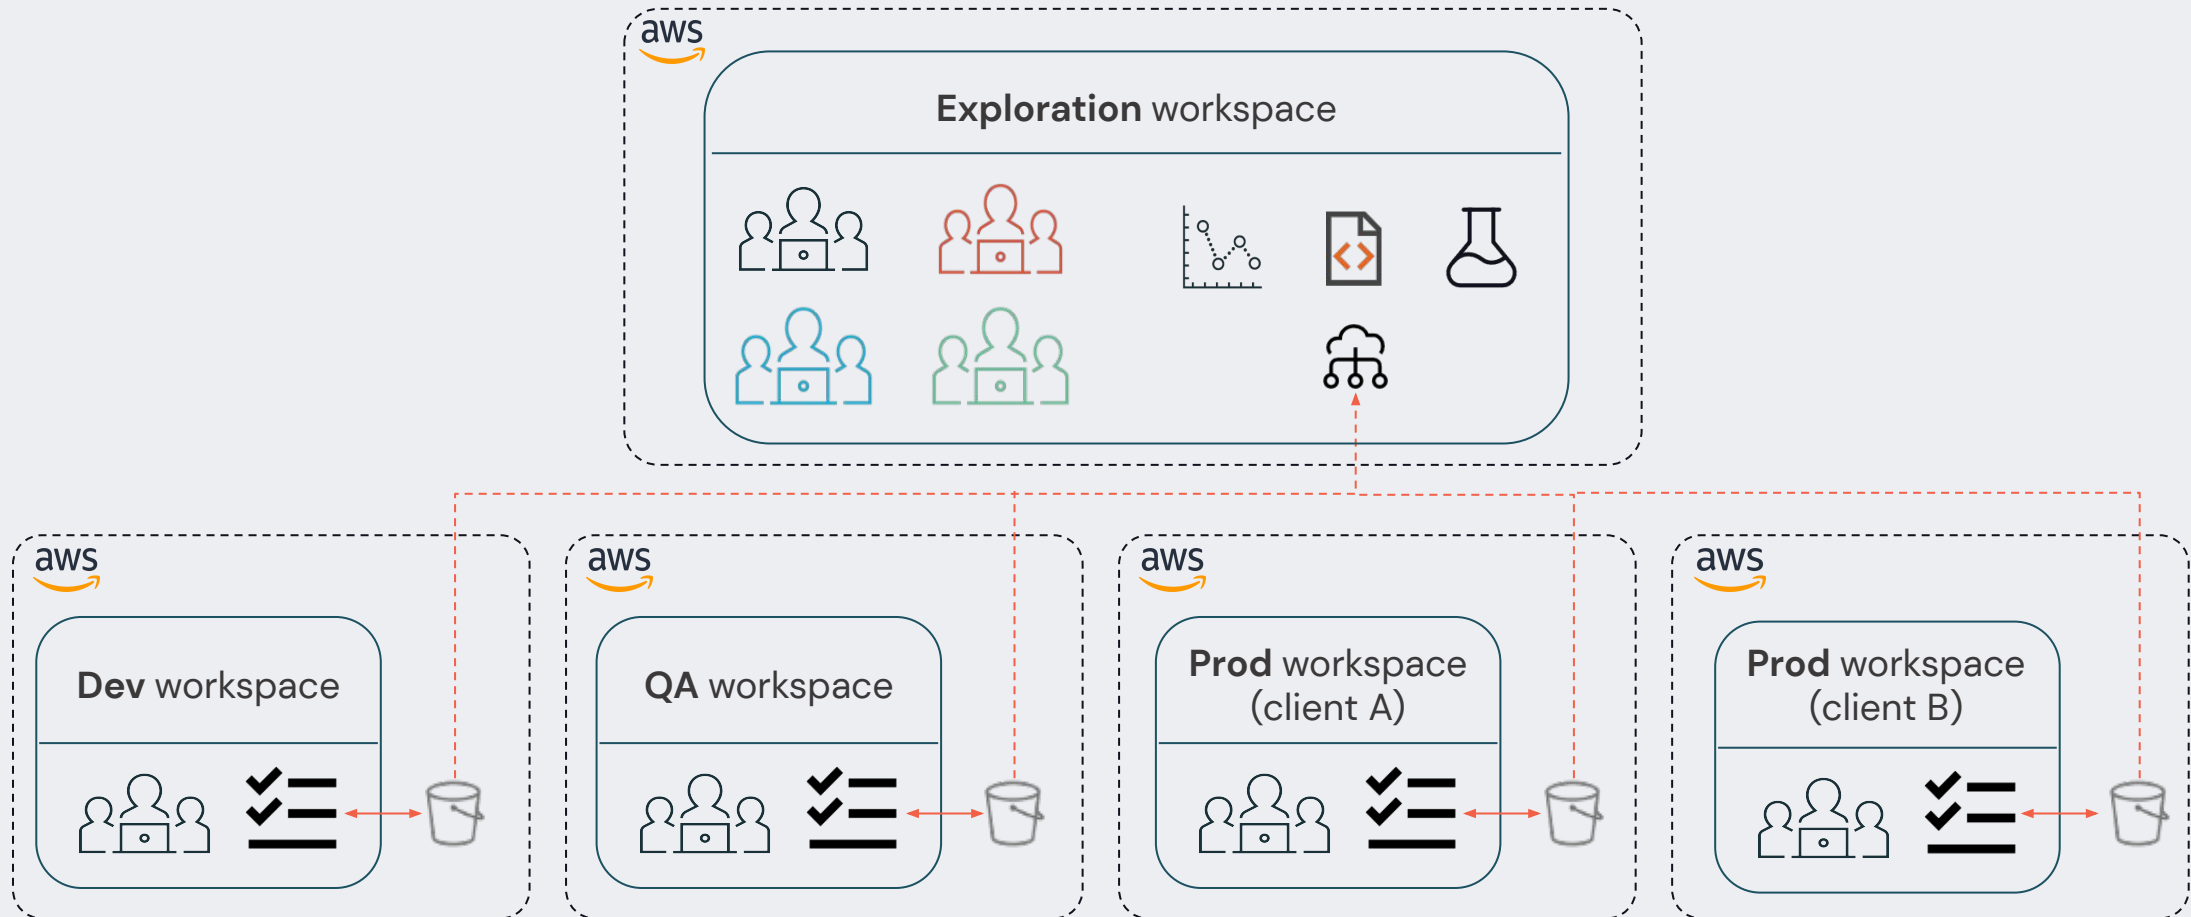 aws
Exploration workspace
aws
Dev workspace
aws
QA workspace
aws
Prod workspace
(client A)
aws
Prod workspace
(client B)